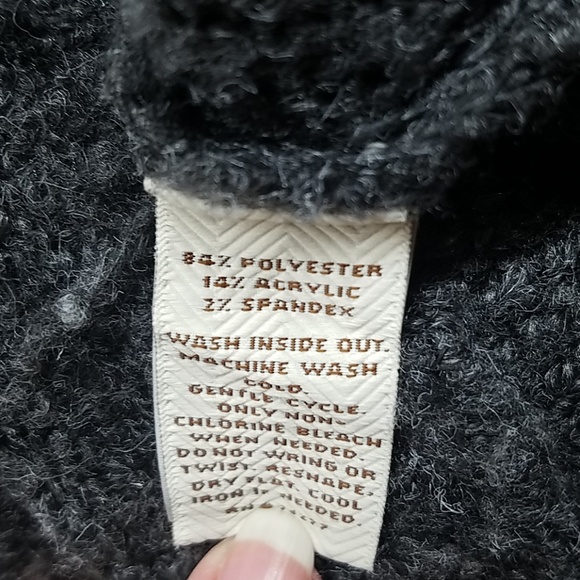 84% POLYESTER
14% ACRYLIC
2% SPANDEX
WASH INSIDE OUT.
MACHINE WASH
COLD,
GENTLE CYCLE.
ONLY NON-
CHLORINE BLEACH
WHEN NEEDED
DO NOT WRING OR
TWIST, RESHAPE,
DRY FLAT, COOL
IRON IF NEEDED